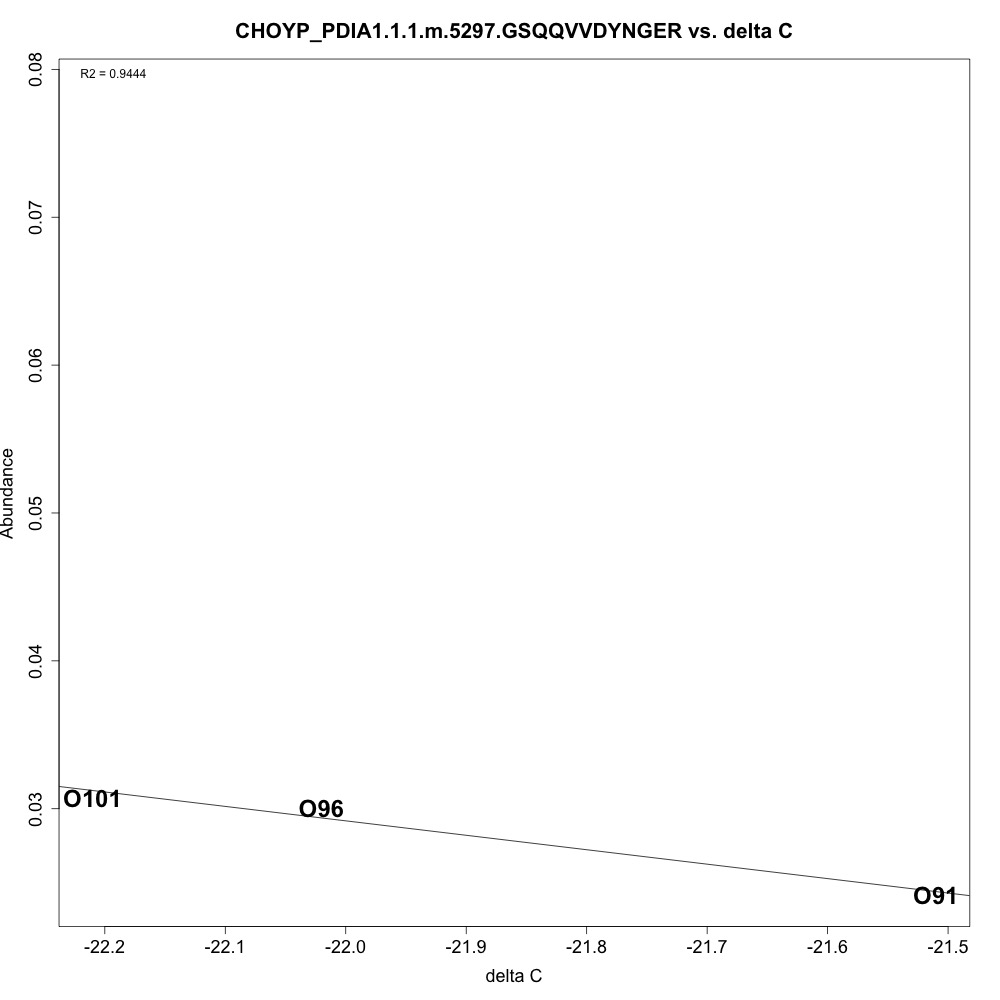 CHOYP_PDIA1.1.1.m.5297.GSQQVVDYNGER vs. delta C
R2 = 0.9444
0.08
0.07
0.06
0.05
0.04
0.03
Abundance
O101
O96
O91
-22.2 -22.1 -22.0 -21.9 -21.8 -21.7 -21.6 -21.5
delta C